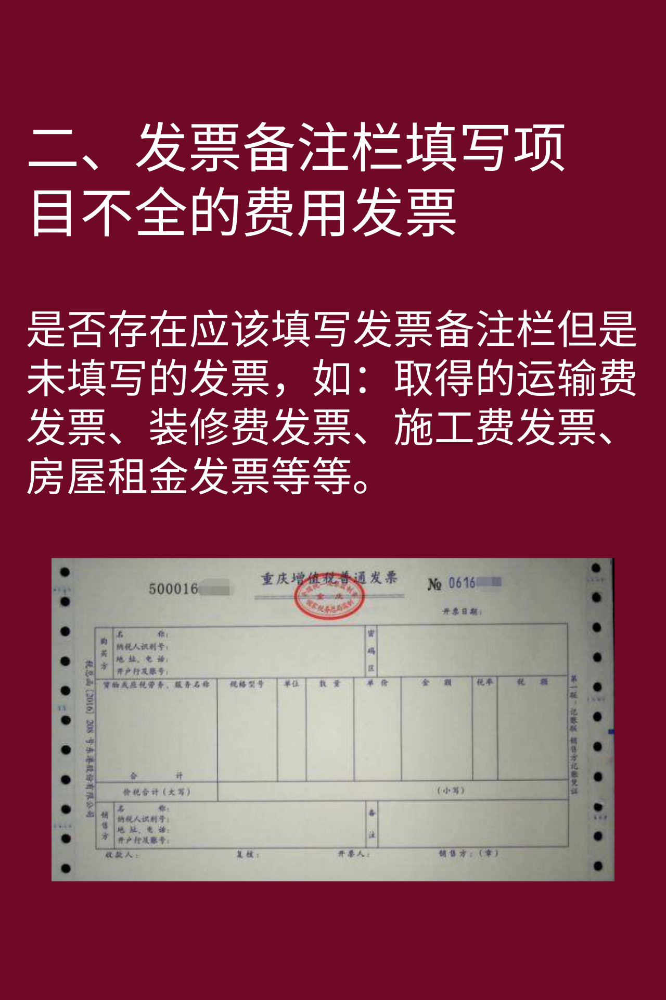 二、发票备注栏填写项
目不全的费用发票
是否存在应该填写发票备注栏但是
未填写的发票，如：取得的运输费
发票、装修费发票、施工费发票、
房屋租金发票等等。
重庆增值税普通发票
500016
№ 0616
开票日期：
购买方
名 称：
纳税人识别号：
地 址、电 话：
开户行及账号：
密码区
货物或应税劳务、服务名称 规格型号 单位 数 量 单 价 金 额 税率 税 额
合 计
价税合计（大写） （小写）
销售方
名 称：
纳税人识别号：
地 址、电 话：
开户行及账号：
备注
收款人： 复核： 开票人： 销售方：（章）
税总函〔2016〕208号
第一联：记账联 销售方记账凭证